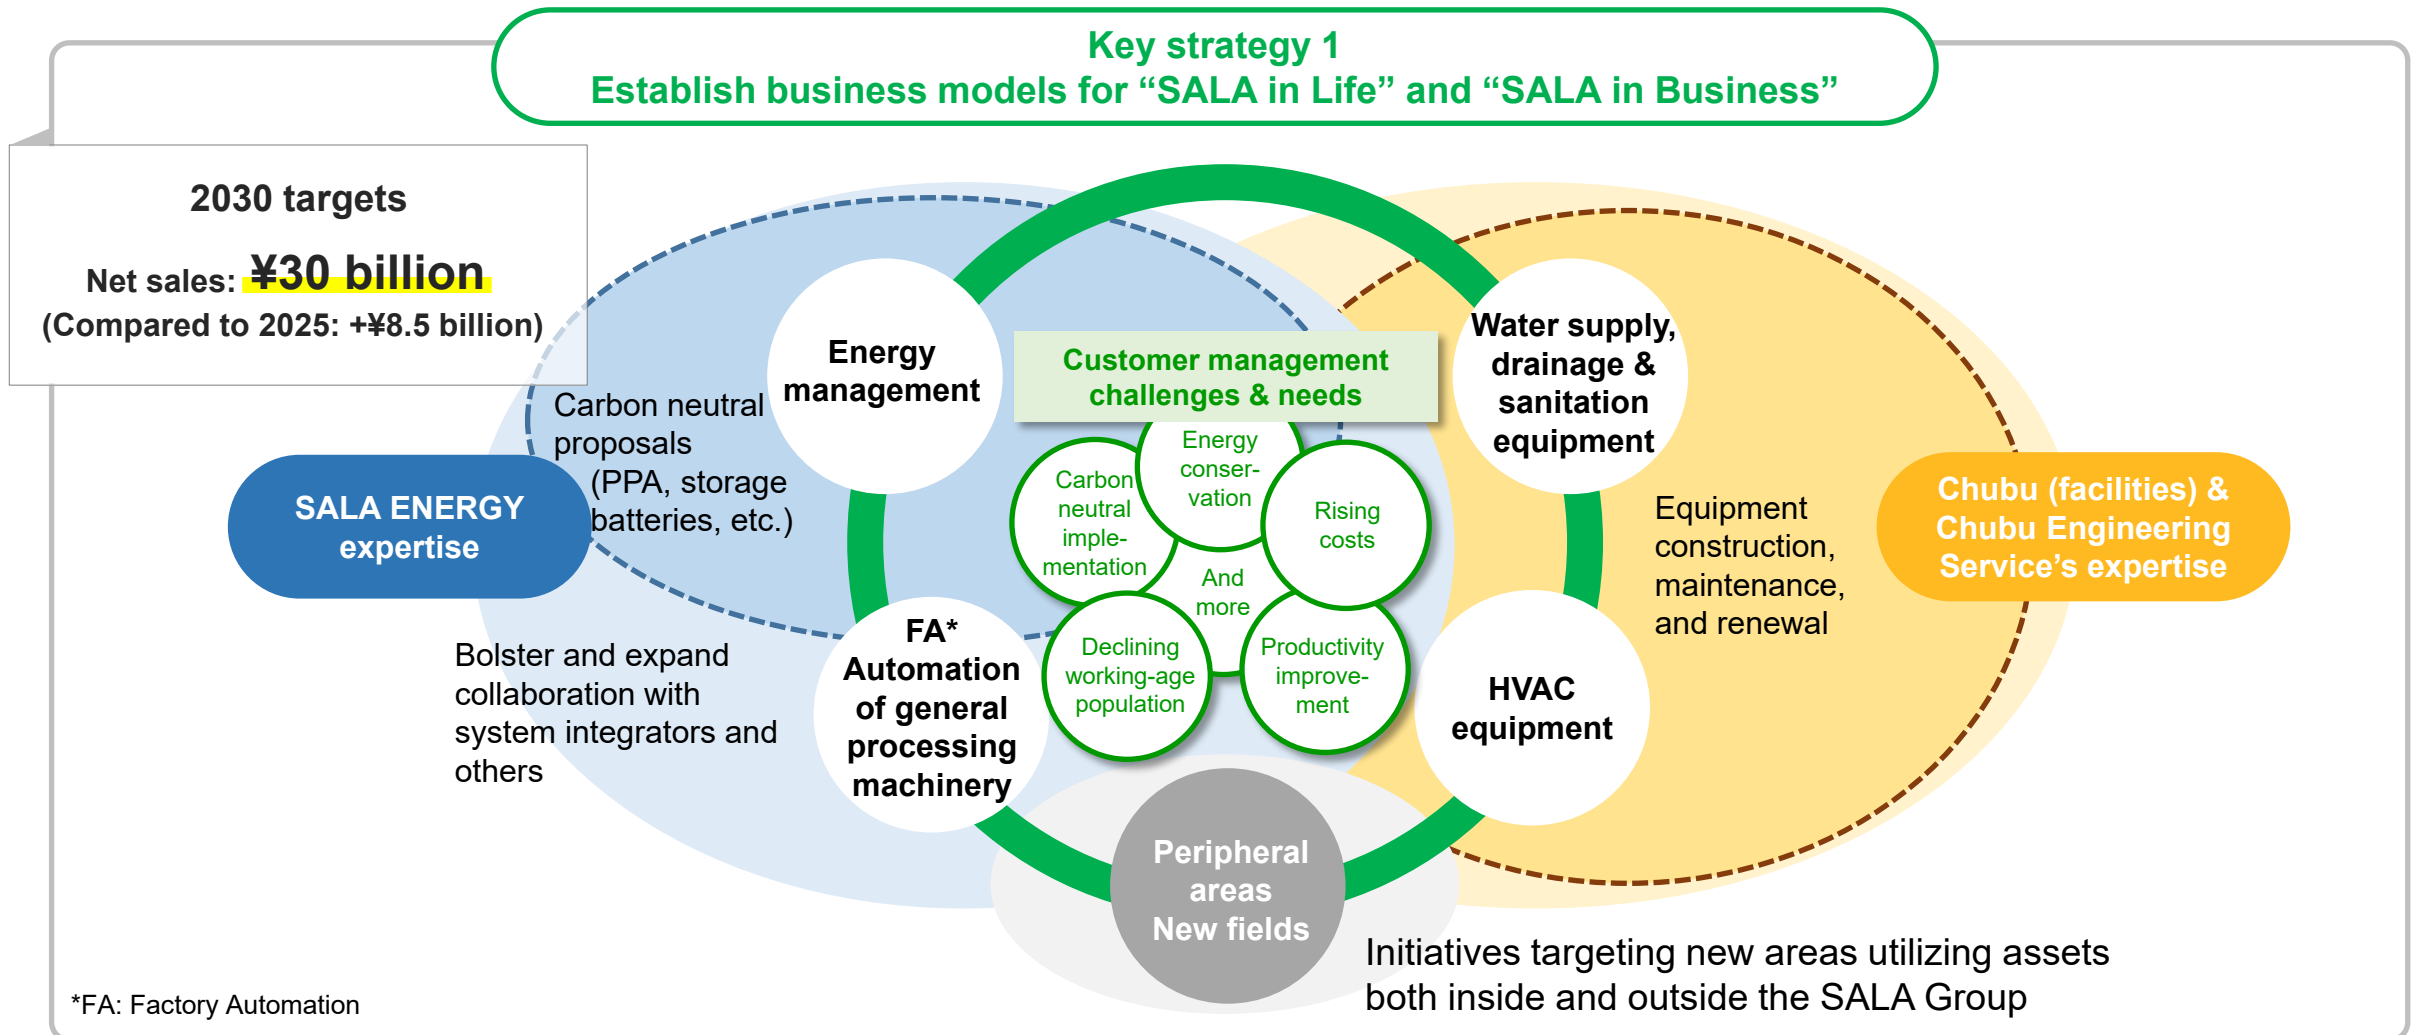 Key strategy 1
Establish business models for “SALA in Life” and “SALA in Business”
2030 targets
Net sales: ¥30 billion
(Compared to 2025: +¥8.5 billion)
Energy
management
Carbon neutral
proposals
(PPA, storage
batteries, etc.)
SALA ENERGY
expertise
Bolster and expand
collaboration with
system integrators and
others
FA*
Automation
of general
processing
machinery
Customer management
challenges & needs
Energy
conser-
vation
Carbon
neutral
imple-
mentation
Rising
costs
And
more
Declining
working-age
population
Productivity
improve-
ment
Water supply,
drainage &
sanitation
equipment
Equipment
construction,
maintenance,
and renewal
Chubu (facilities) &
Chubu Engineering
Service’s expertise
HVAC
equipment
Peripheral
areas
New fields
Initiatives targeting new areas utilizing assets
both inside and outside the SALA Group
*FA: Factory Automation